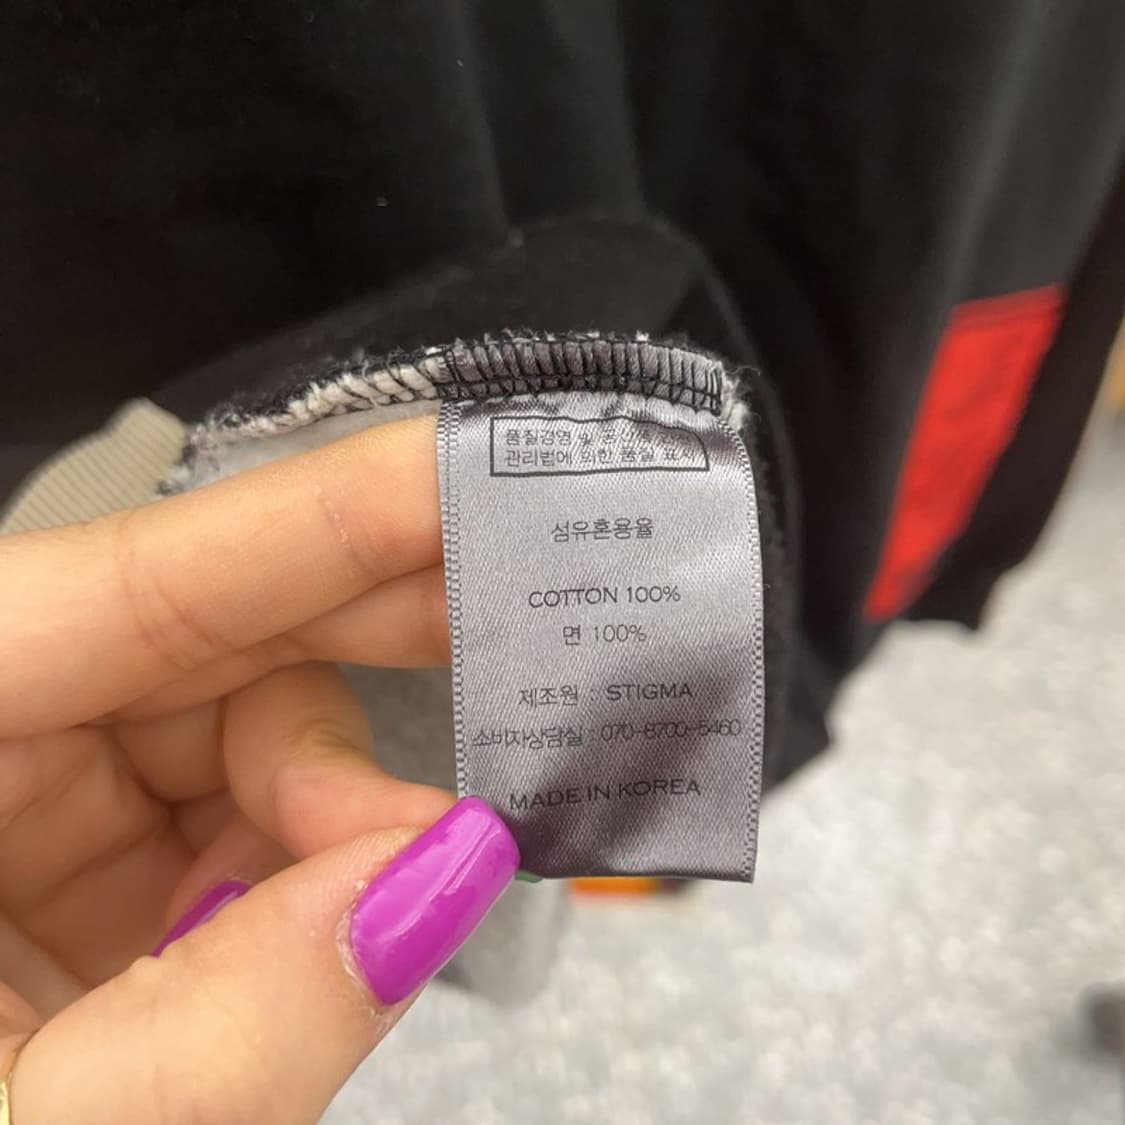 품질경영 및 공산품 안전
관리법에 의한 품질 표시
섬유혼용율
COTTON 100%
면 100%
제조원 : STIGMA
소비자상담실 070-8700-5460
MADE IN KOREA